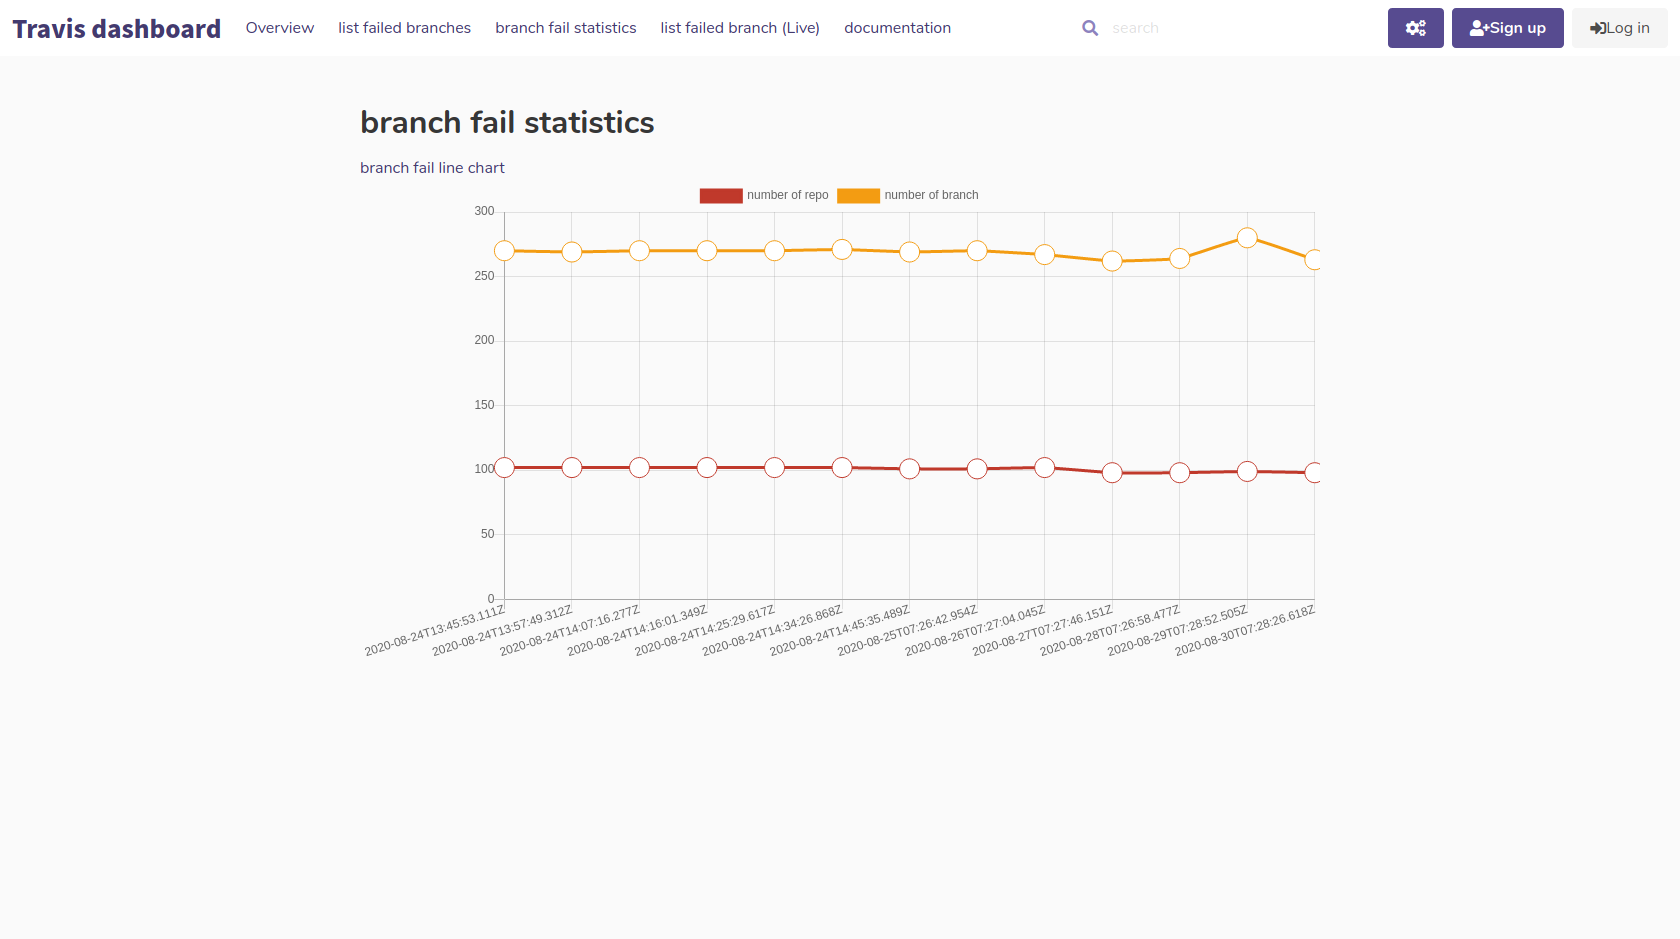 Travis dashboard Overview list failed branches branch fail statistics list failed branch (Live) documentation search Sign up Log in
branch fail statistics
branch fail line chart
number of repo number of branch
300
250
200
150
100
50
0
2020-08-24T13:45:53.111Z
2020-08-24T13:57:49.312Z
2020-08-24T14:07:16.277Z
2020-08-24T14:16:01.349Z
2020-08-24T14:25:29.617Z
2020-08-24T14:34:26.868Z
2020-08-24T14:45:35.489Z
2020-08-25T07:26:42.954Z
2020-08-26T07:27:04.045Z
2020-08-27T07:27:46.151Z
2020-08-28T07:26:58.477Z
2020-08-29T07:28:52.505Z
2020-08-30T07:28:26.618Z